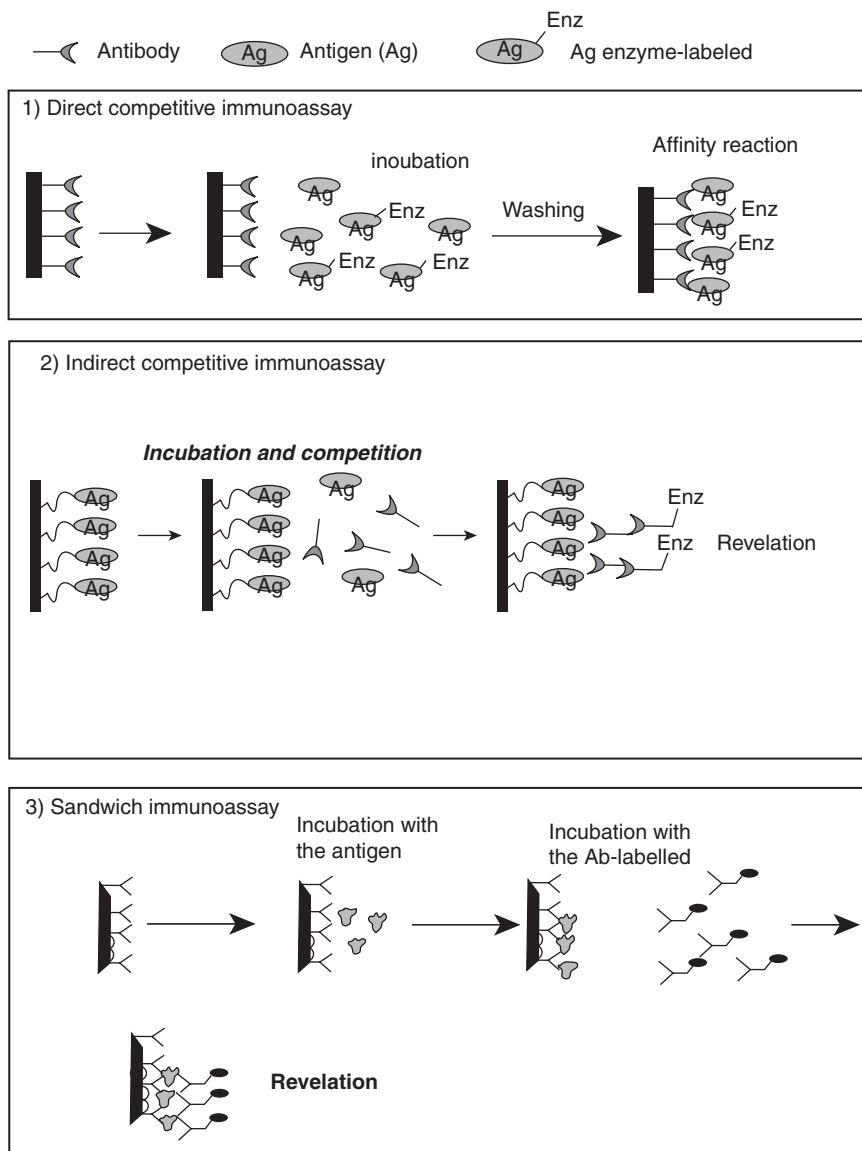 Enz
Antibody
Ag
Antigen (Ag)
Ag
Ag enzyme-labeled
1) Direct competitive immunoassay
inoubation
Affinity reaction
Ag
Ag
Enz
Ag
Ag
Ag
Enz
Ag
Enz
Washing
Ag
Ag
Enz
Ag
Enz
Ag
2) Indirect competitive immunoassay
Incubation and competition
Ag
Ag
Ag
Ag
Ag
Ag
Ag
Ag
Ag
Ag
Ag
Ag
Ag
Ag
Enz
Enz
Revelation
3) Sandwich immunoassay
Incubation with
the antigen
Incubation with
the Ab-labelled
Revelation